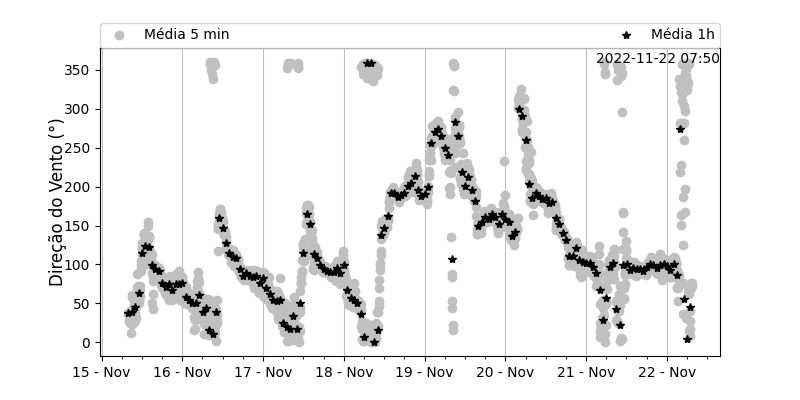 Média 5 min
Média 1h
2022-11-22 07:50
Direção do Vento (°)
350
300
250
200
150
100
50
0
15 - Nov
16 - Nov
17 - Nov
18 - Nov
19 - Nov
20 - Nov
21 - Nov
22 - Nov